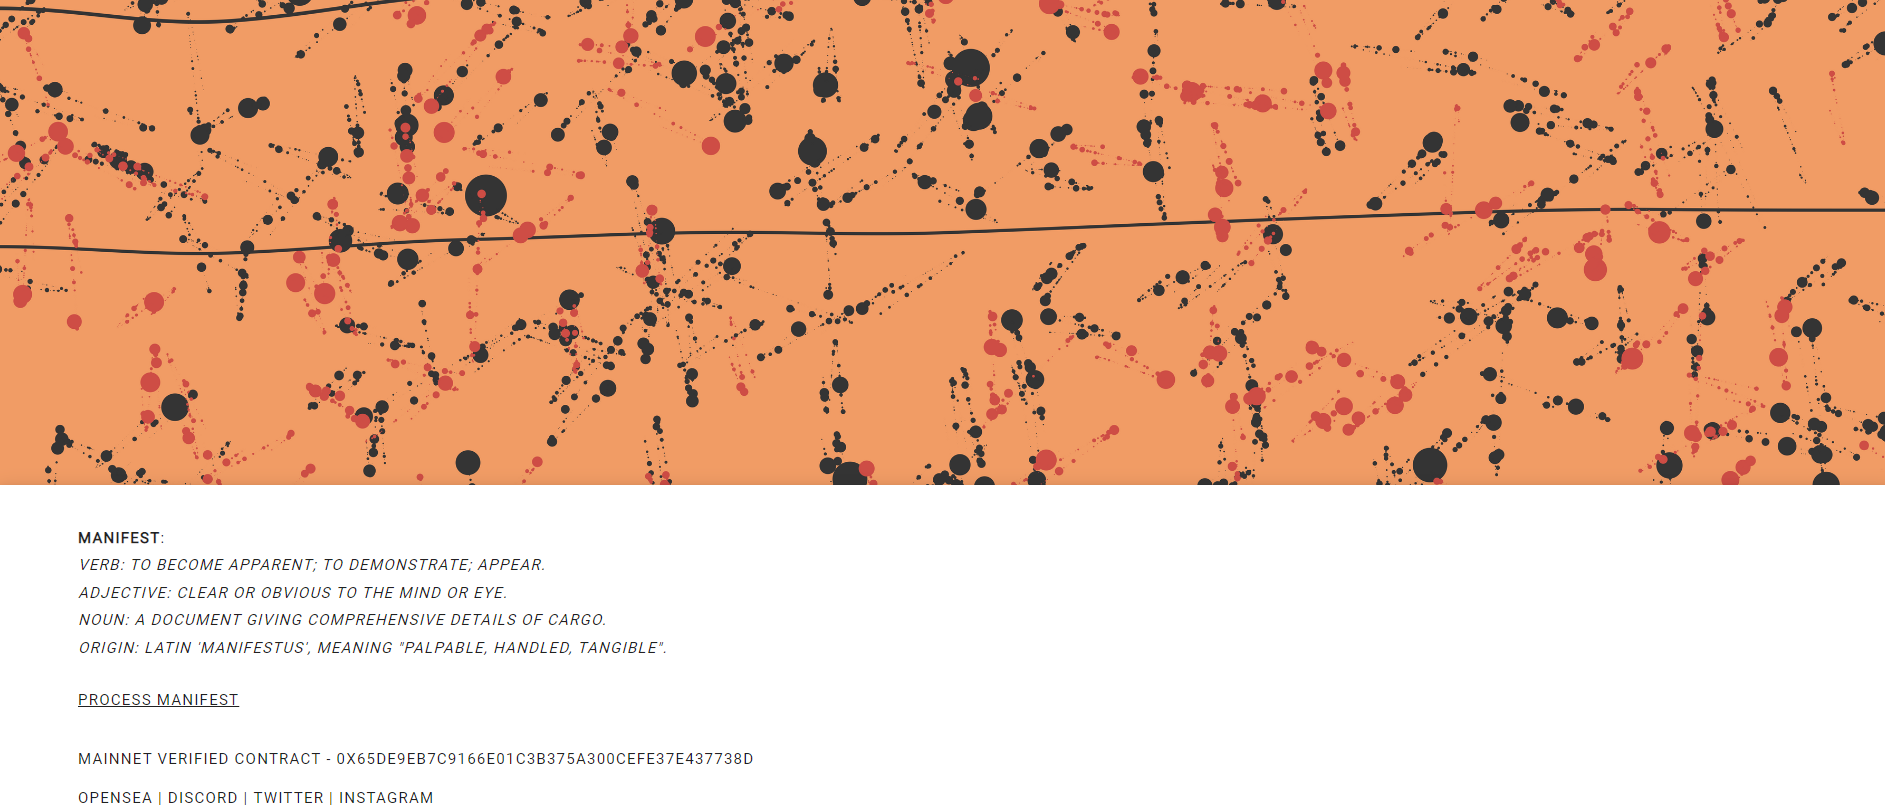 MANIFEST:
VERB: TO BECOME APPARENT; TO DEMONSTRATE; APPEAR.
ADJECTIVE: CLEAR OR OBVIOUS TO THE MIND OR EYE.
NOUN: A DOCUMENT GIVING COMPREHENSIVE DETAILS OF CARGO.
ORIGIN: LATIN 'MANIFESTUS', MEANING "PALPABLE, HANDLED, TANGIBLE".
PROCESS MANIFEST
MAINNET VERIFIED CONTRACT - 0X65DE9EB7C9166E01C3B375A300CEFE37E437738D
OPENSEA | DISCORD | TWITTER | INSTAGRAM